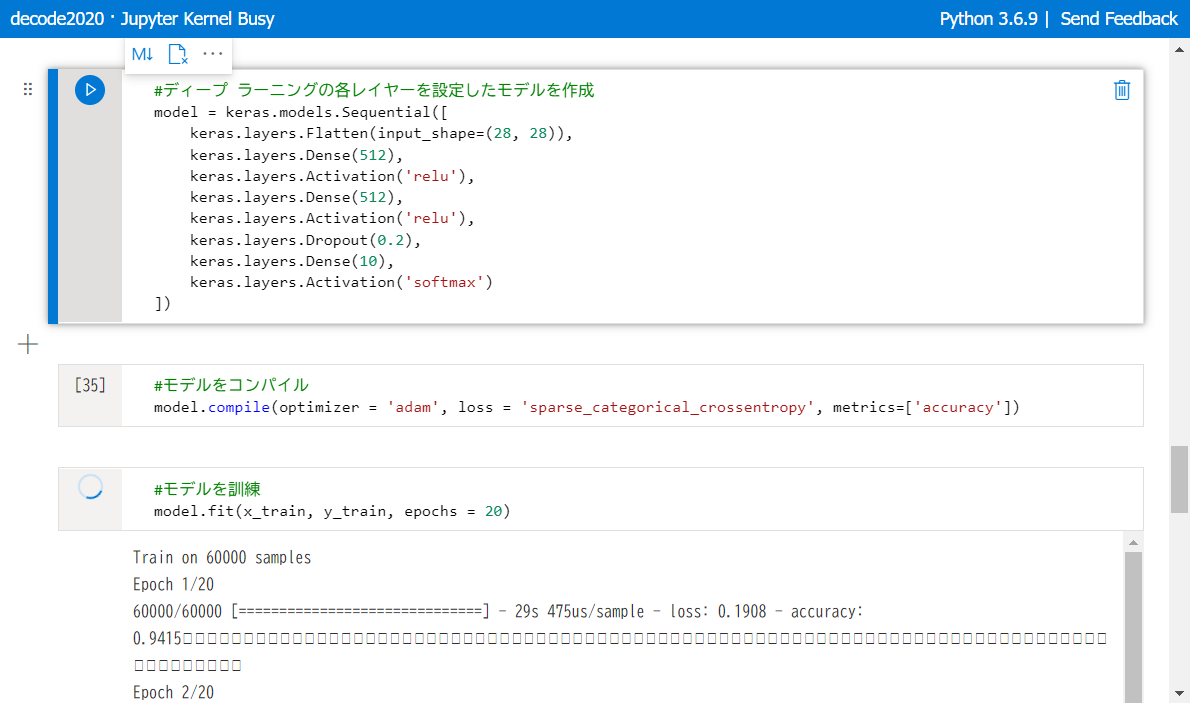 decode2020 · Jupyter Kernel Busy
Python 3.6.9 | Send Feedback
M↓ ···
#ディープ ラーニングの各レイヤーを設定したモデルを作成
model = keras.models.Sequential([
    keras.layers.Flatten(input_shape=(28, 28)),
    keras.layers.Dense(512),
    keras.layers.Activation('relu'),
    keras.layers.Dense(512),
    keras.layers.Activation('relu'),
    keras.layers.Dropout(0.2),
    keras.layers.Dense(10),
    keras.layers.Activation('softmax')
])
[35]
#モデルをコンパイル
model.compile(optimizer = 'adam', loss = 'sparse_categorical_crossentropy', metrics=['accuracy'])
#モデルを訓練
model.fit(x_train, y_train, epochs = 20)
Train on 60000 samples
Epoch 1/20
60000/60000 [==============================] - 29s 475us/sample - loss: 0.1908 - accuracy:
0.9415
Epoch 2/20